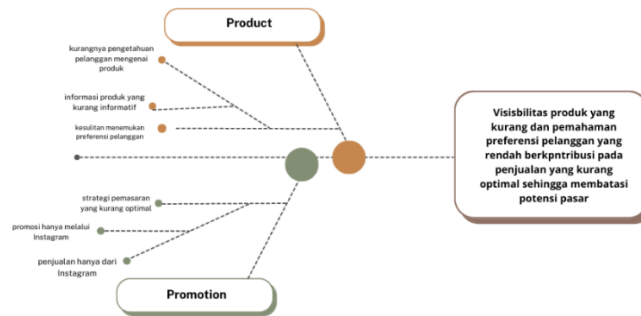 Product
kurangnya pengetahuan
pelanggan mengenai
produk
informasi produk yang
kurang informatif
kesulitan menemukan
preferensi pelanggan
Visisbilitas produk yang
kurang dan pemahaman
preferensi pelanggan yang
rendah berkpntribusi pada
penjualan yang kurang
optimal sehingga membatasi
potensi pasar
strategi pemasaran
yang kurang optimal
promosi hanya melalui
Instagram
penjualan hanya dari
Instagram
Promotion